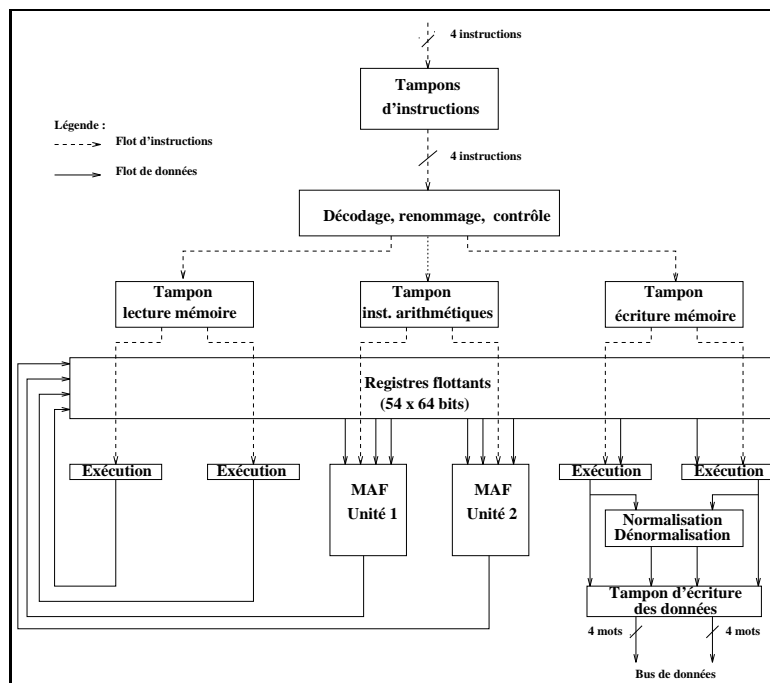 4 instructions
Tampons
d'instructions
Légende :
Flot d'instructions
4 instructions
Flot de données
Décodage, renommage, contrôle
Tampon
lecture mémoire
Tampon
inst. arithmétiques
Tampon
écriture mémoire
Registres flottants
(54 x 64 bits)
Exécution
Exécution
MAF
Unité 1
MAF
Unité 2
Exécution
Exécution
Normalisation
Dénormalisation
Tampon d'écriture
des données
4 mots
4 mots
Bus de données